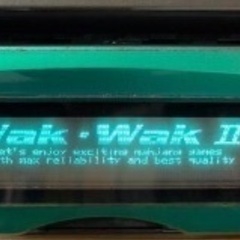 Wak·Wak II
let's enjoy exciting mahjang games
with max reliability and best quality